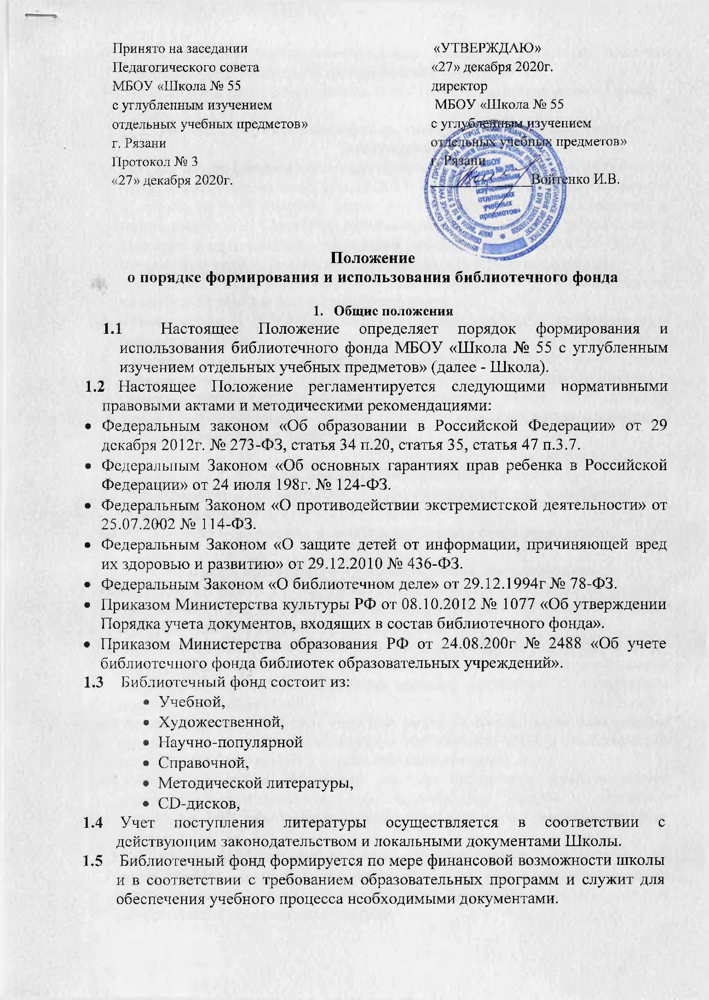 Принято на заседании
Педагогического совета
МБОУ «Школа № 55
с углубленным изучением
отдельных учебных предметов»
г. Рязани
Протокол № 3
«27» декабря 2020г.
«УТВЕРЖДАЮ»
«27» декабря 2020г.
директор
МБОУ «Школа № 55
с углубленным изучением
отдельных учебных предметов»
г. Рязани
Войтенко И.В.
МБОУ
Школа № 55
с углубленным
изучением
отдельных
учебных
предметов»
Положение
о порядке формирования и использования библиотечного фонда
1. Общие положения
1.1 Настоящее Положение определяет порядок формирования и
использования библиотечного фонда МБОУ «Школа № 55 с углубленным
изучением отдельных учебных предметов» (далее - Школа).
1.2 Настоящее Положение регламентируется следующими нормативными
правовыми актами и методическими рекомендациями:
• Федеральным законом «Об образовании в Российской Федерации» от 29
декабря 2012г. № 273-ФЗ, статья 34 п.20, статья 35, статья 47 п.3.7.
• Федеральным Законом «Об основных гарантиях прав ребенка в Российской
Федерации» от 24 июля 198г. № 124-ФЗ.
• Федеральным Законом «О противодействии экстремистской деятельности» от
25.07.2002 № 114-ФЗ.
• Федеральным Законом «О защите детей от информации, причиняющей вред
их здоровью и развитию» от 29.12.2010 № 436-ФЗ.
• Федеральным Законом «О библиотечном деле» от 29.12.1994г № 78-ФЗ.
• Приказом Министерства культуры РФ от 08.10.2012 № 1077 «Об утверждении
Порядка учета документов, входящих в состав библиотечного фонда».
• Приказом Министерства образования РФ от 24.08.200г № 2488 «Об учете
библиотечного фонда библиотек образовательных учреждений».
1.3 Библиотечный фонд состоит из:
• Учебной,
• Художественной,
• Научно-популярной
• Справочной,
• Методической литературы,
• CD-дисков,
1.4 Учет поступления литературы осуществляется в соответствии с
действующим законодательством и локальными документами Школы.
1.5 Библиотечный фонд формируется по мере финансовой возможности школы
и в соответствии с требованием образовательных программ и служит для
обеспечения учебного процесса необходимыми документами.